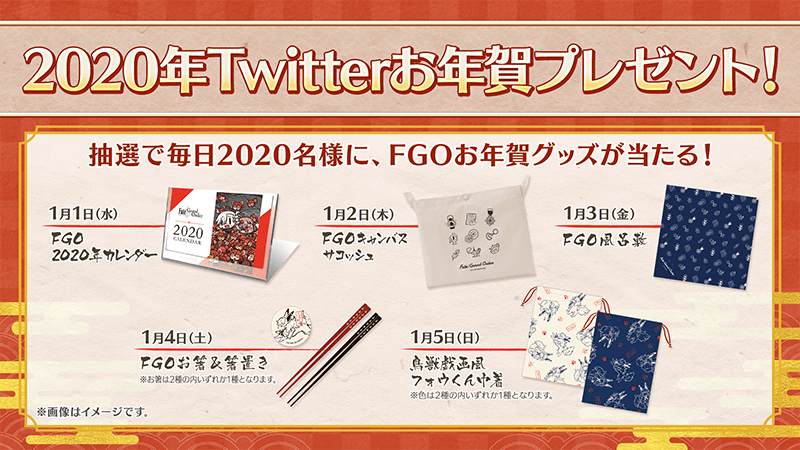 2020年Twitterお年賀プレゼント!
抽選で毎日2020名様に、FGOお年賀グッズが当たる!
1月1日(水)
FGO
2020年カレンダー
Fate/Grand Order
2020
CALENDAR
1月2日(木)
FGOキャンバス
サコッシュ
Fate/Grand Order
1月3日(金)
FGO風呂敷
1月4日(土)
FGOお箸&箸置き
※お箸は2種の内いずれか1種となります。
1月5日(日)
鳥獣戯画風
フォウくん巾着
※色は2種の内いずれか1種となります。
※画像はイメージです。